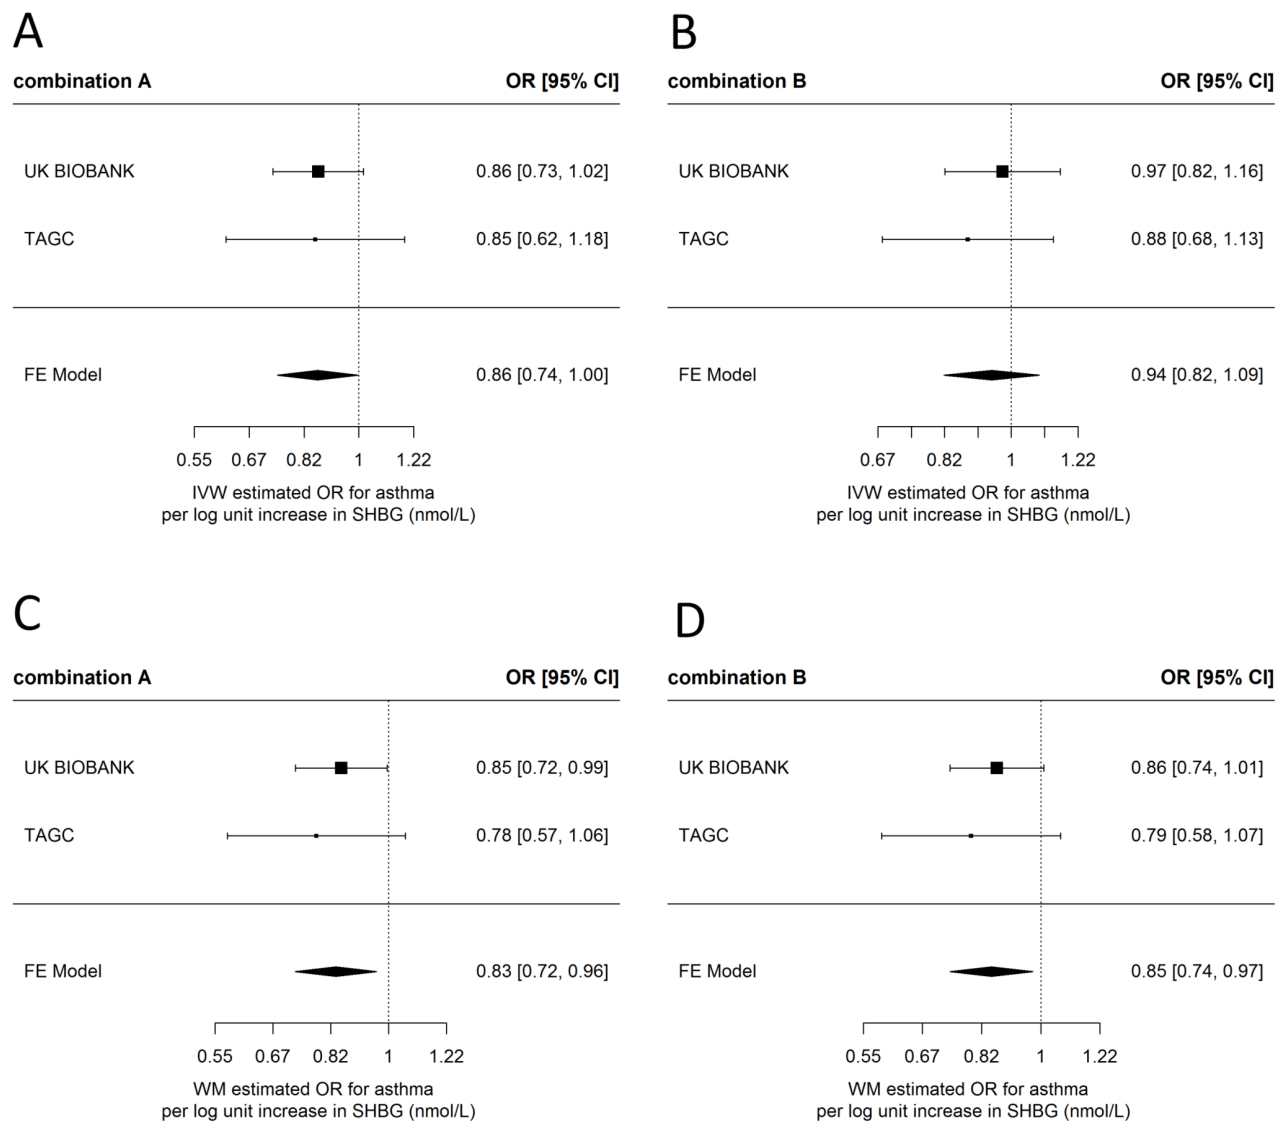 A
combination A OR [95% CI]
UK BIOBANK 0.86 [0.73, 1.02]
TAGC 0.85 [0.62, 1.18]
FE Model 0.86 [0.74, 1.00]
0.55 0.67 0.82 1 1.22
IVW estimated OR for asthma
per log unit increase in SHBG (nmol/L)
B
combination B OR [95% CI]
UK BIOBANK 0.97 [0.82, 1.16]
TAGC 0.88 [0.68, 1.13]
FE Model 0.94 [0.82, 1.09]
0.67 0.82 1 1.22
IVW estimated OR for asthma
per log unit increase in SHBG (nmol/L)
C
combination A OR [95% CI]
UK BIOBANK 0.85 [0.72, 0.99]
TAGC 0.78 [0.57, 1.06]
FE Model 0.83 [0.72, 0.96]
0.55 0.67 0.82 1 1.22
WM estimated OR for asthma
per log unit increase in SHBG (nmol/L)
D
combination B OR [95% CI]
UK BIOBANK 0.86 [0.74, 1.01]
TAGC 0.79 [0.58, 1.07]
FE Model 0.85 [0.74, 0.97]
0.55 0.67 0.82 1 1.22
WM estimated OR for asthma
per log unit increase in SHBG (nmol/L)